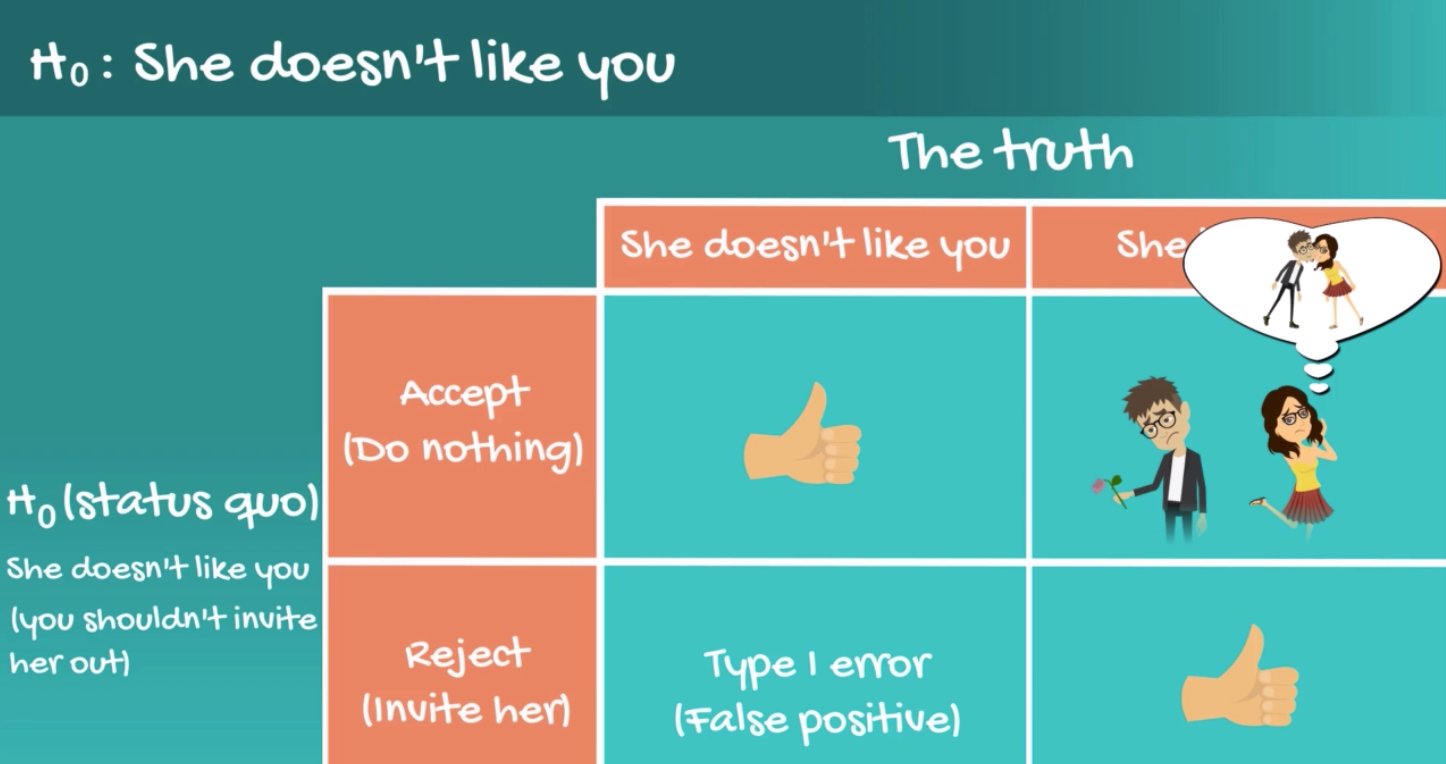 H₀ : She doesn't like you
The truth
She doesn't like you
She
Accept
(Do nothing)
H₀ (status quo)
She doesn't like you
(you shouldn't invite
her out)
Reject
(Invite her)
Type I error
(False positive)